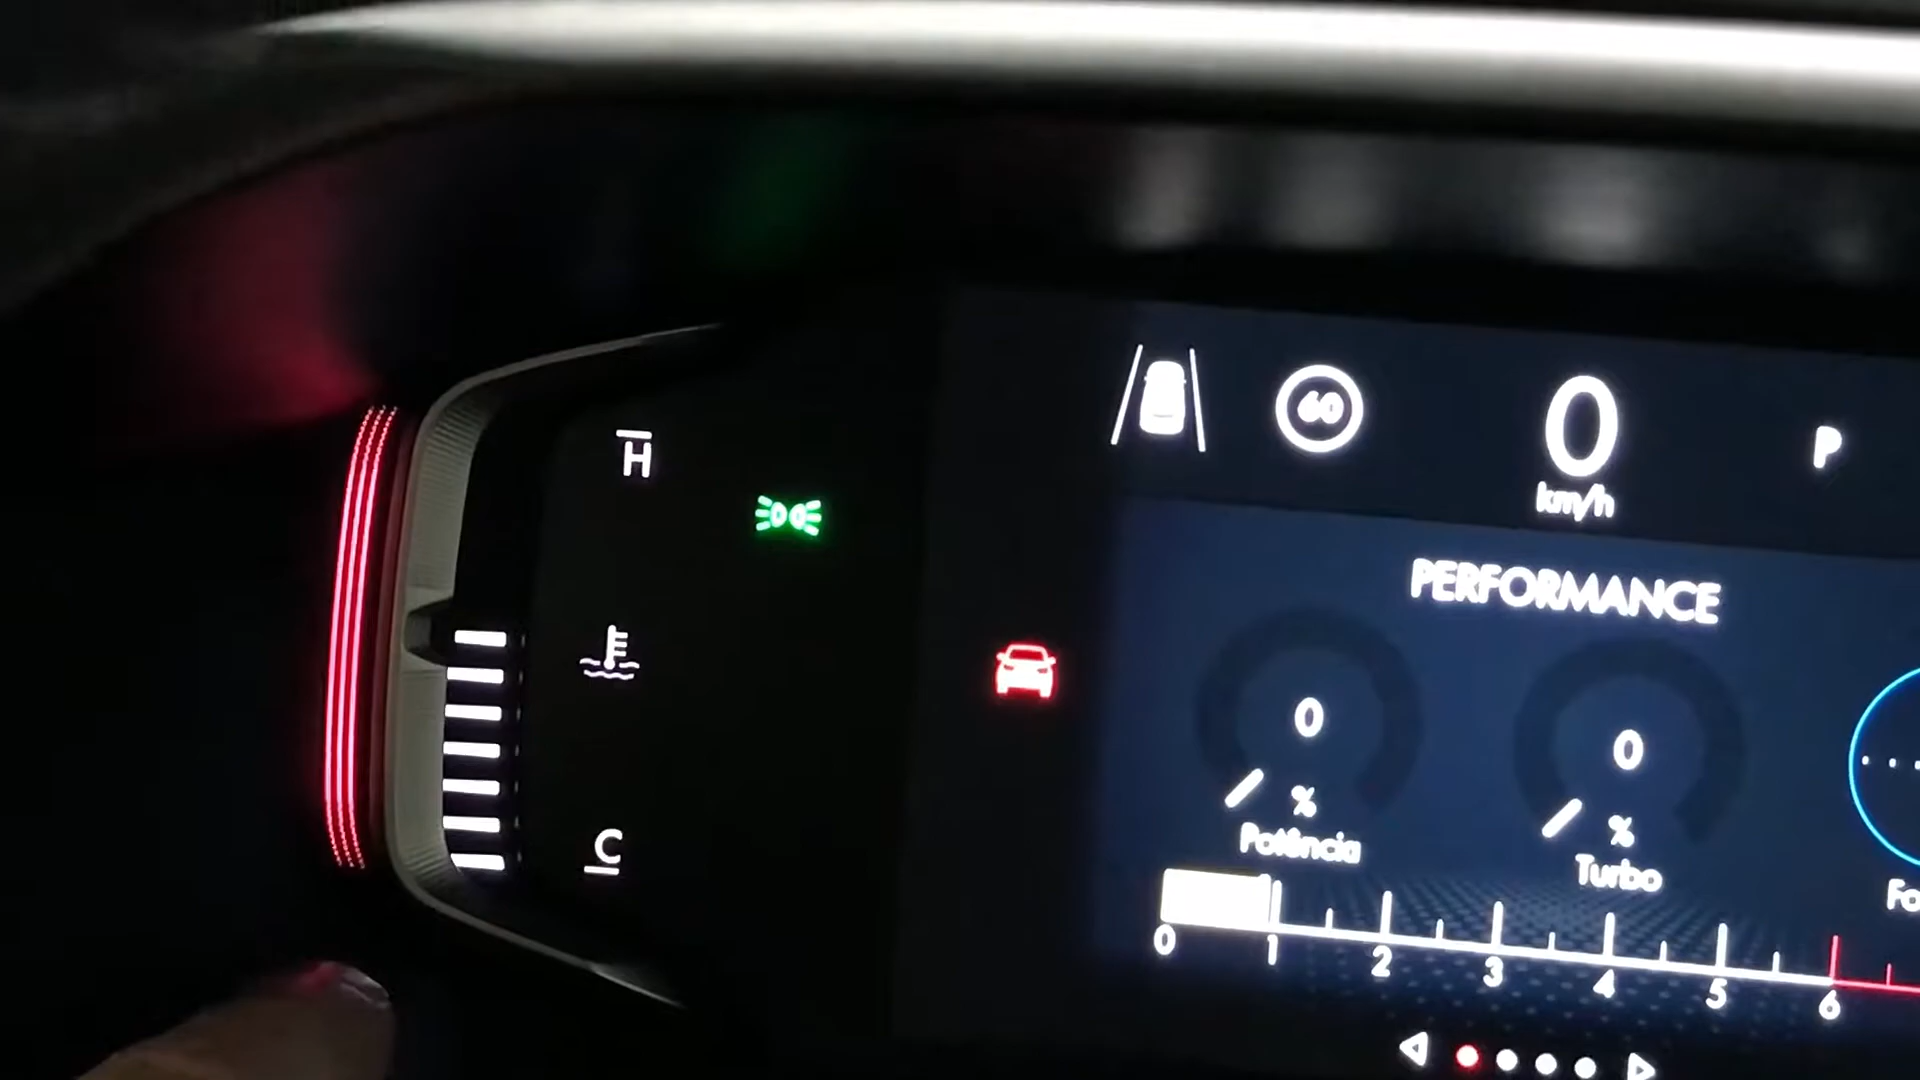 H
C
60
0
km/h
P
PERFORMANCE
0
%
Potência
0
%
Turbo
0 1 2 3 4 5 6